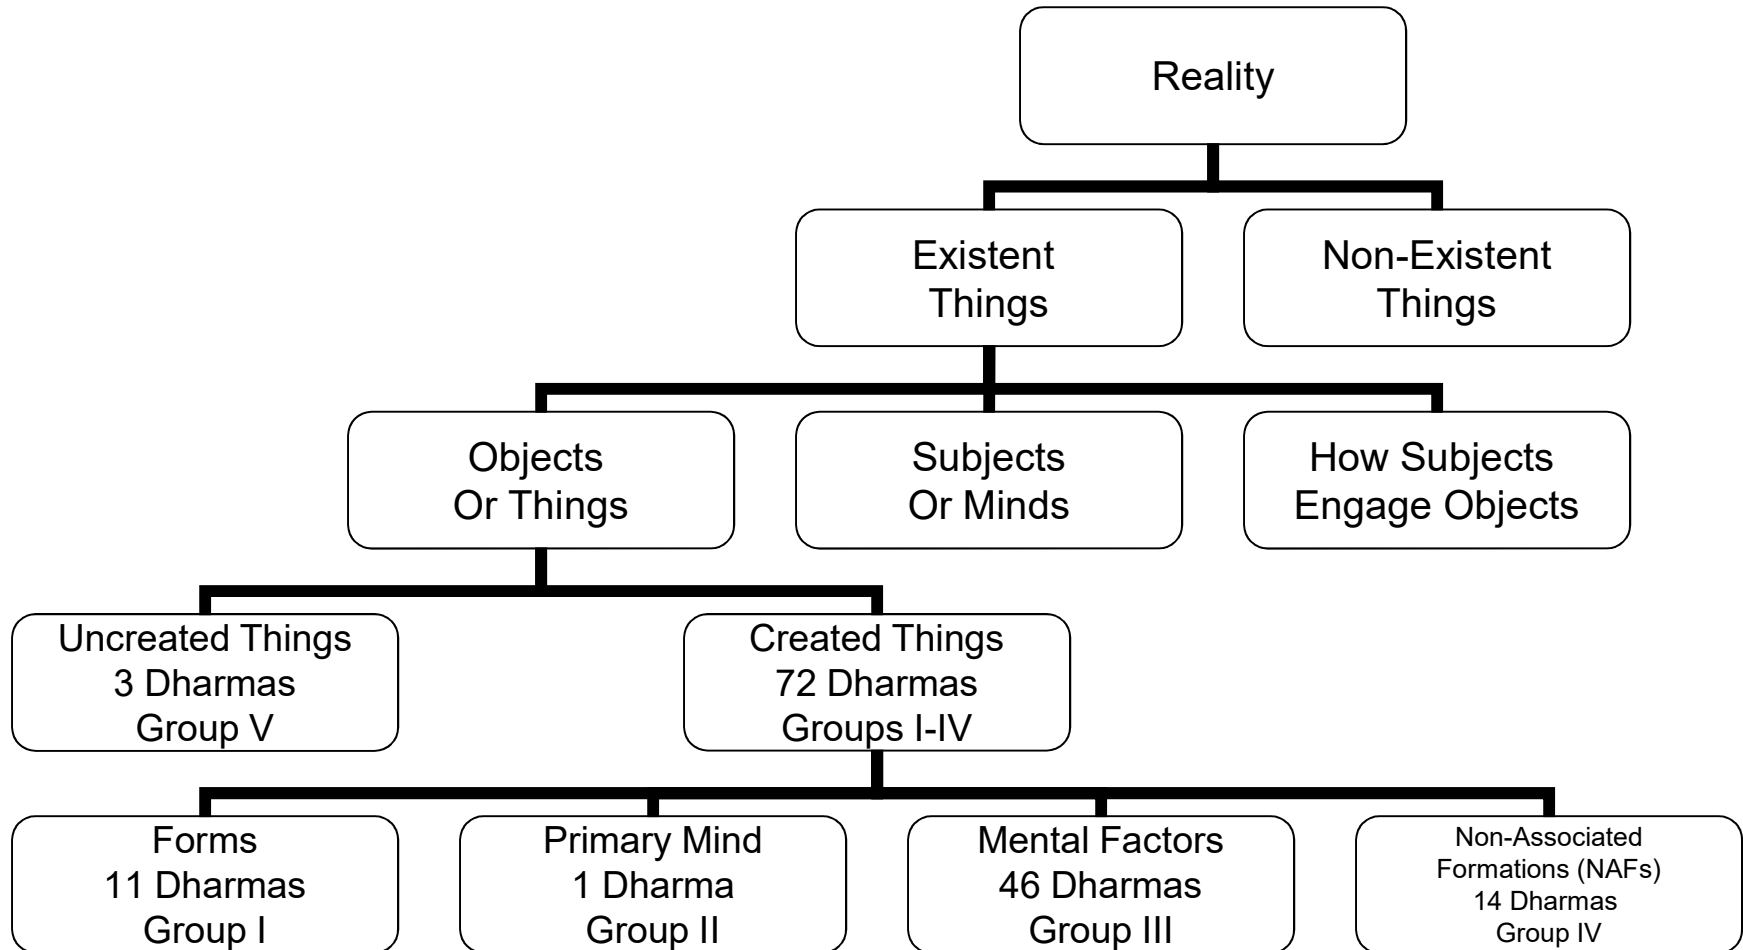 Reality
Existent
Things
Non-Existent
Things
Objects
Or Things
Subjects
Or Minds
How Subjects
Engage Objects
Uncreated Things
3 Dharmas
Group V
Created Things
72 Dharmas
Groups I-IV
Forms
11 Dharmas
Group I
Primary Mind
1 Dharma
Group II
Mental Factors
46 Dharmas
Group III
Non-Associated
Formations (NAFs)
14 Dharmas
Group IV